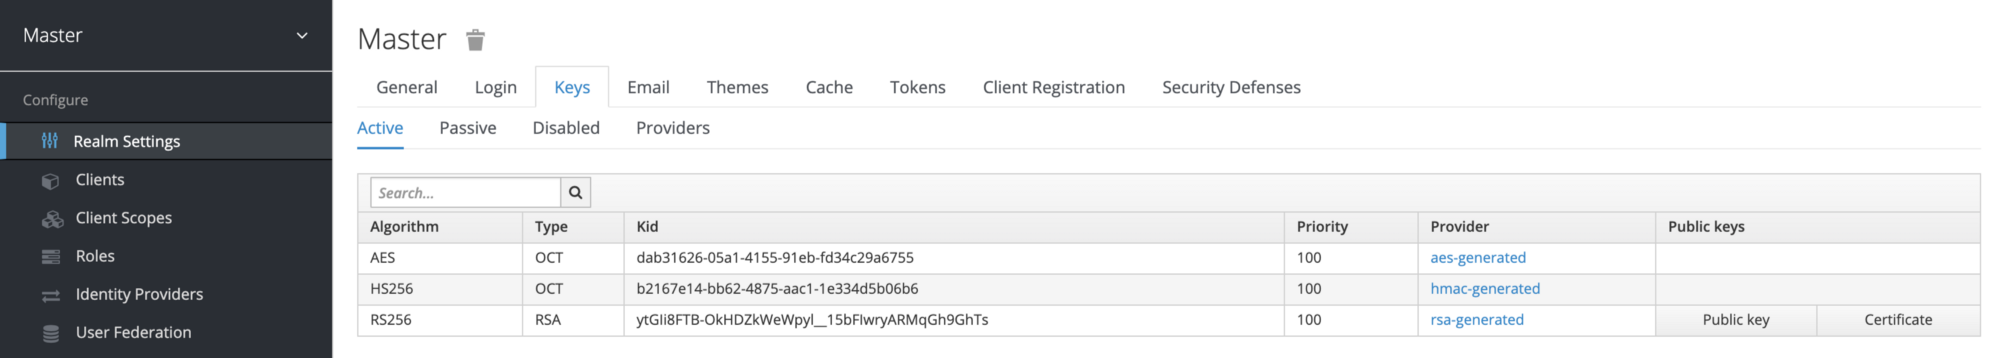 Master
Configure
Realm Settings
Clients
Client Scopes
Roles
Identity Providers
User Federation
Master
General Login Keys Email Themes Cache Tokens Client Registration Security Defenses
Active Passive Disabled Providers
Search...
Algorithm Type Kid Priority Provider Public keys
AES OCT dab31626-05a1-4155-91eb-fd34c29a6755 100 aes-generated
HS256 OCT b2167e14-bb62-4875-aac1-1e334d5b06b6 100 hmac-generated
RS256 RSA ytGIi8FTB-OkHDZkWeWpyl__15bFIwryARMqGh9GhTs 100 rsa-generated Public key Certificate